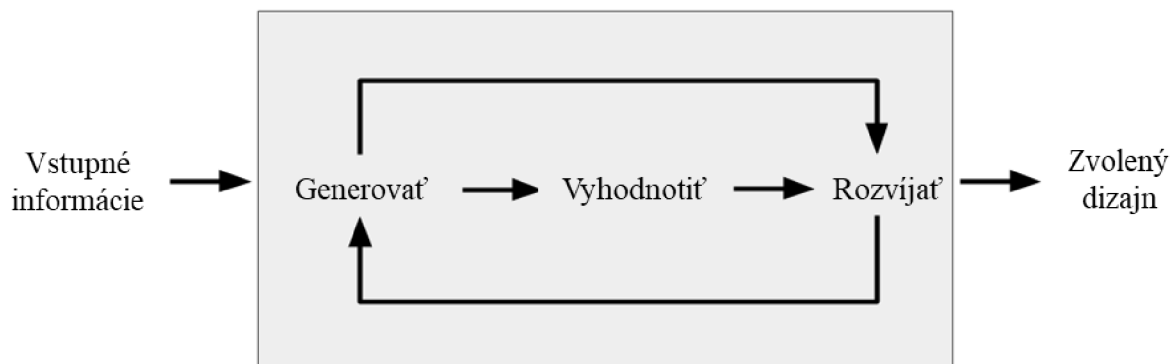 Vstupné
informácie
Generovať
Vyhodnotiť
Rozvíjať
Zvolený
dizajn